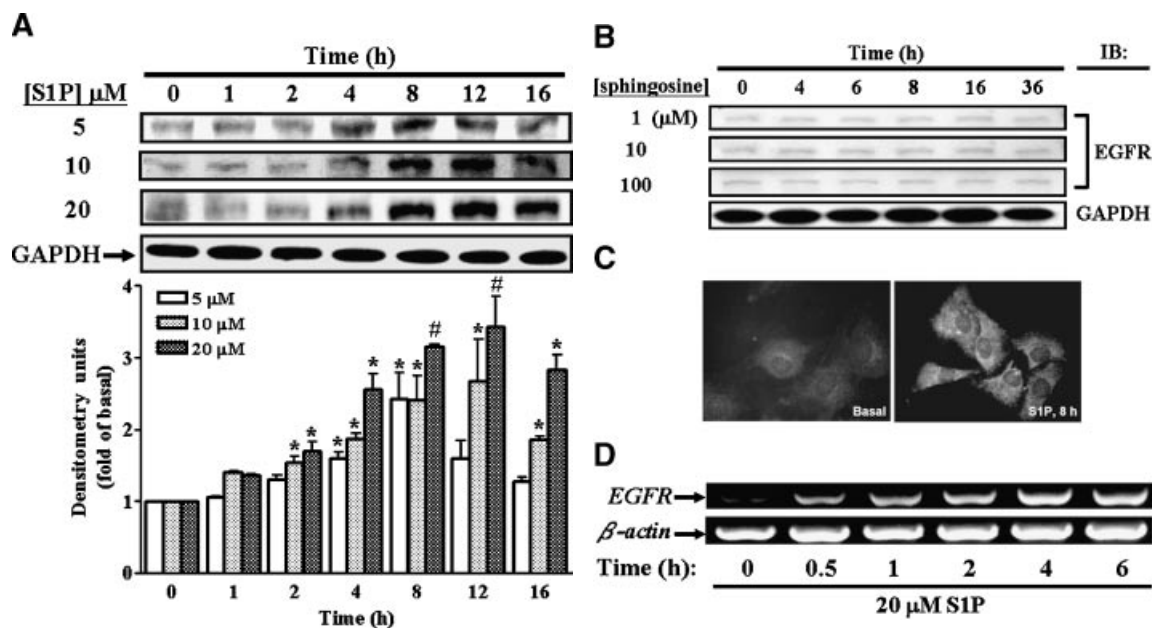 A
Time (h)
[S1P] μM
0 1 2 4 8 12 16
5
10
20
GAPDH
Densitometry units
(fold of basal)
4
3
2
1
0
5 μM
10 μM
20 μM
* * * * * * * # * # * *
0 1 2 4 8 12 16
Time (h)
B
Time (h)
IB:
[sphingosine]
0 4 6 8 16 36
1 (μM)
10
100
EGFR
GAPDH
C
Basal
S1P, 8 h
D
EGFR
β-actin
Time (h): 0 0.5 1 2 4 6
20 μM S1P